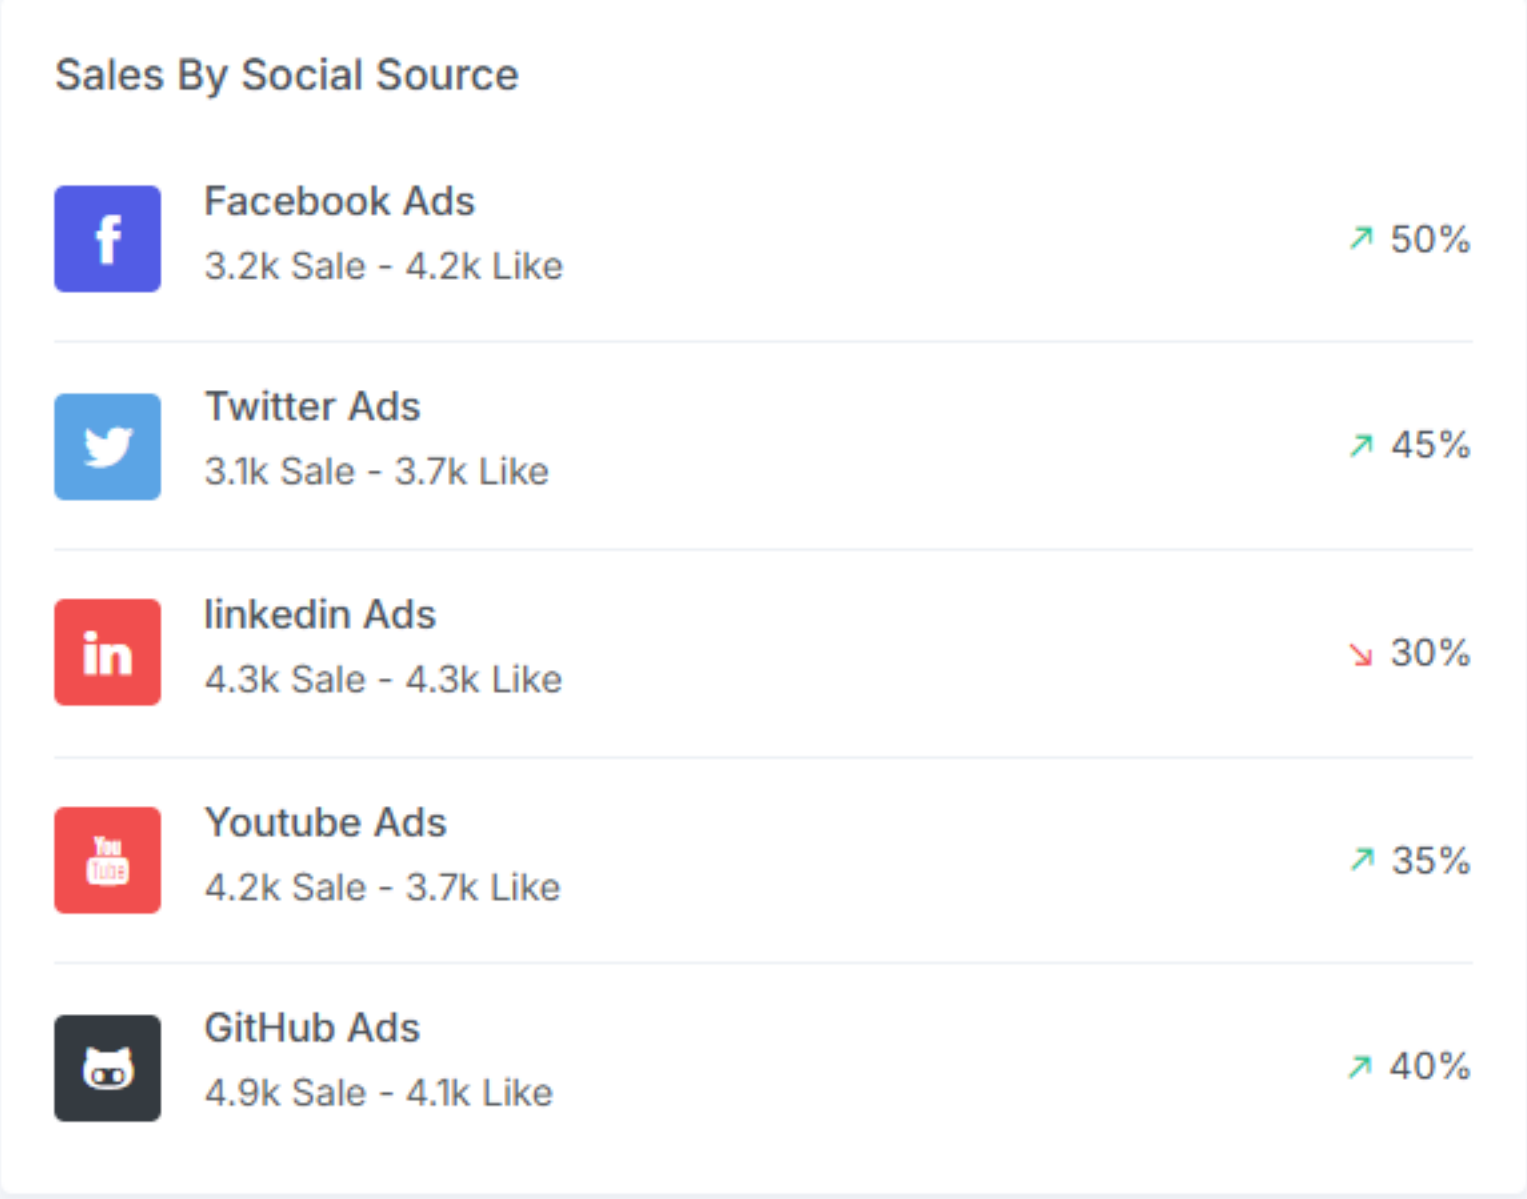 Sales By Social Source
f
Facebook Ads
3.2k Sale - 4.2k Like
50%
Twitter Ads
3.1k Sale - 3.7k Like
45%
in
linkedin Ads
4.3k Sale - 4.3k Like
30%
You
Tube
Youtube Ads
4.2k Sale - 3.7k Like
35%
GitHub Ads
4.9k Sale - 4.1k Like
40%